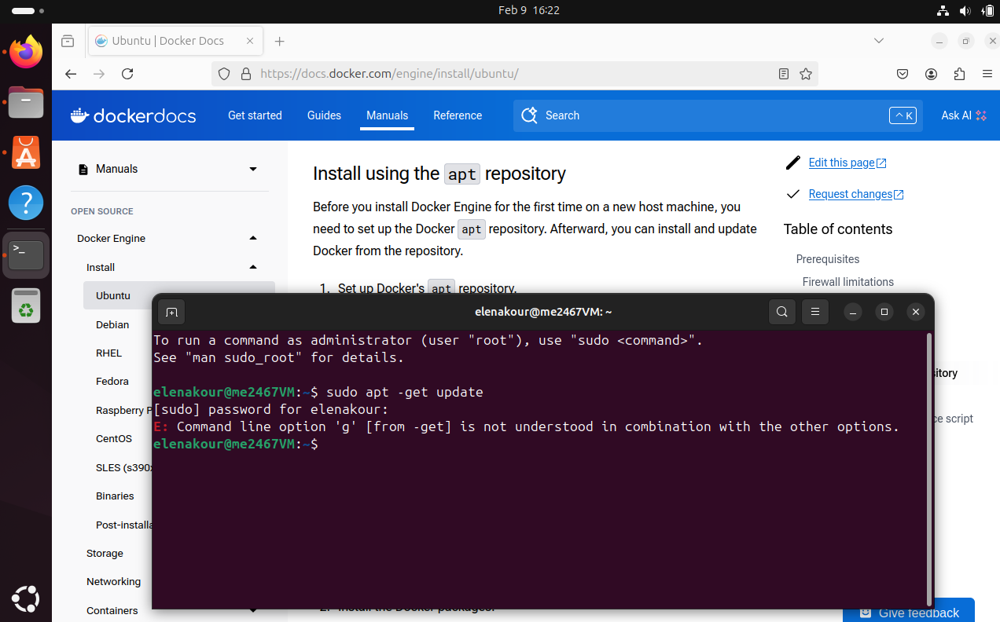 Feb 9 16:22
Ubuntu | Docker Docs
https://docs.docker.com/engine/install/ubuntu/
dockerdocs
Get started
Guides
Manuals
Reference
Search
^ K
Ask AI
Manuals
OPEN SOURCE
Docker Engine
Install
Ubuntu
Debian
RHEL
Fedora
Raspberry P
CentOS
SLES (s390x
Binaries
Post-installa
Storage
Networking
Containers
Install using the apt repository
Before you install Docker Engine for the first time on a new host machine, you
need to set up the Docker apt repository. Afterward, you can install and update
Docker from the repository.
1. Set up Docker's apt repository.
Edit this page
Request changes
Table of contents
Prerequisites
Firewall limitations
sitory
ce script
elenakour@me2467VM: ~
To run a command as administrator (user "root"), use "sudo <command>".
See "man sudo_root" for details.
elenakour@me2467VM:~$ sudo apt -get update
[sudo] password for elenakour:
E: Command line option 'g' [from -get] is not understood in combination with the other options.
elenakour@me2467VM:~$
2. Install the Docker packages.
Give feedback